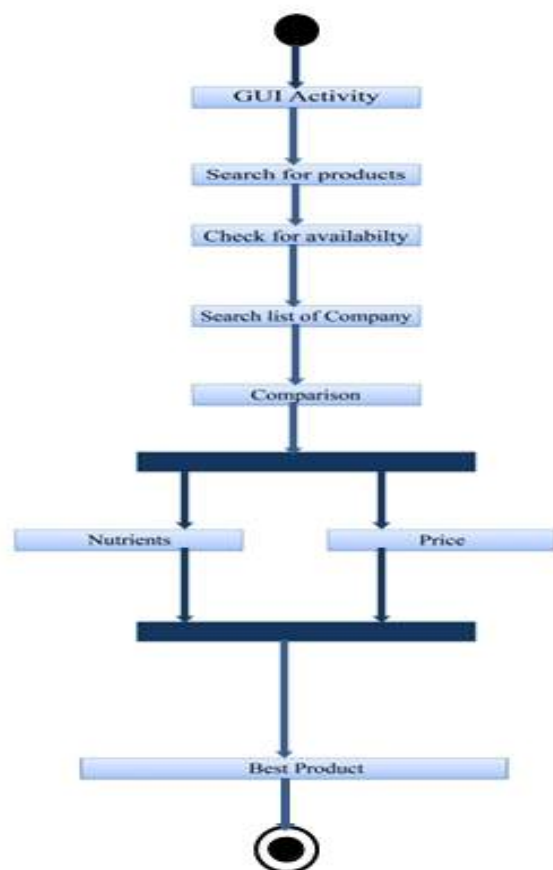 GUI Activity
Search for products
Check for availabilty
Search list of Company
Comparison
Nutrients
Price
Best Product